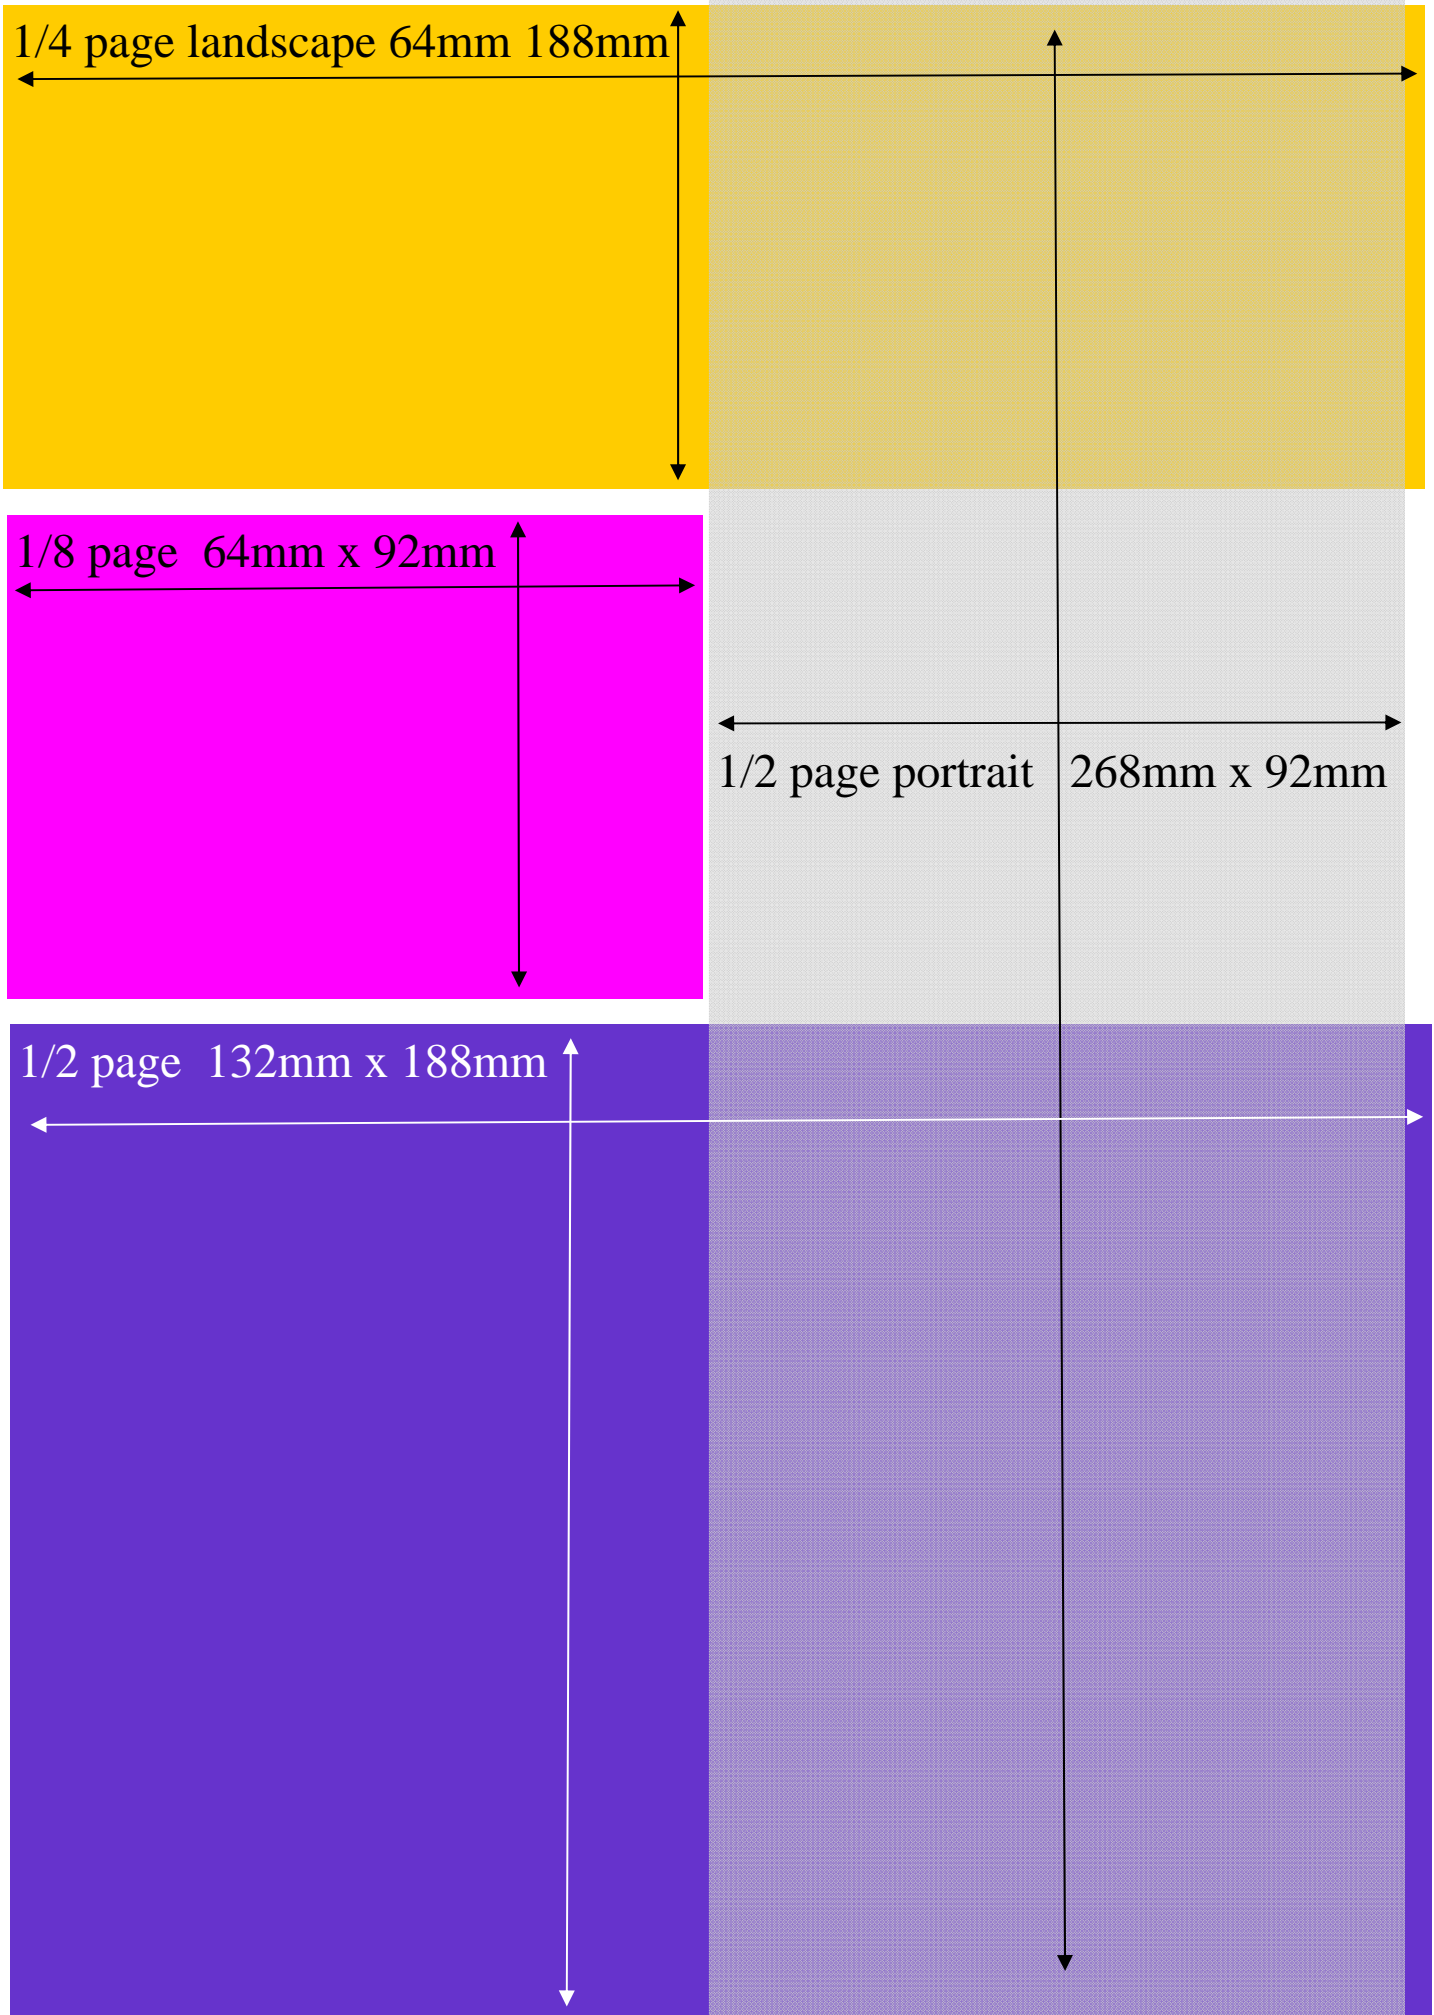 1/4 page landscape 64mm 188mm
1/8 page  64mm x 92mm
1/2 page portrait   268mm x 92mm
1/2 page  132mm x 188mm